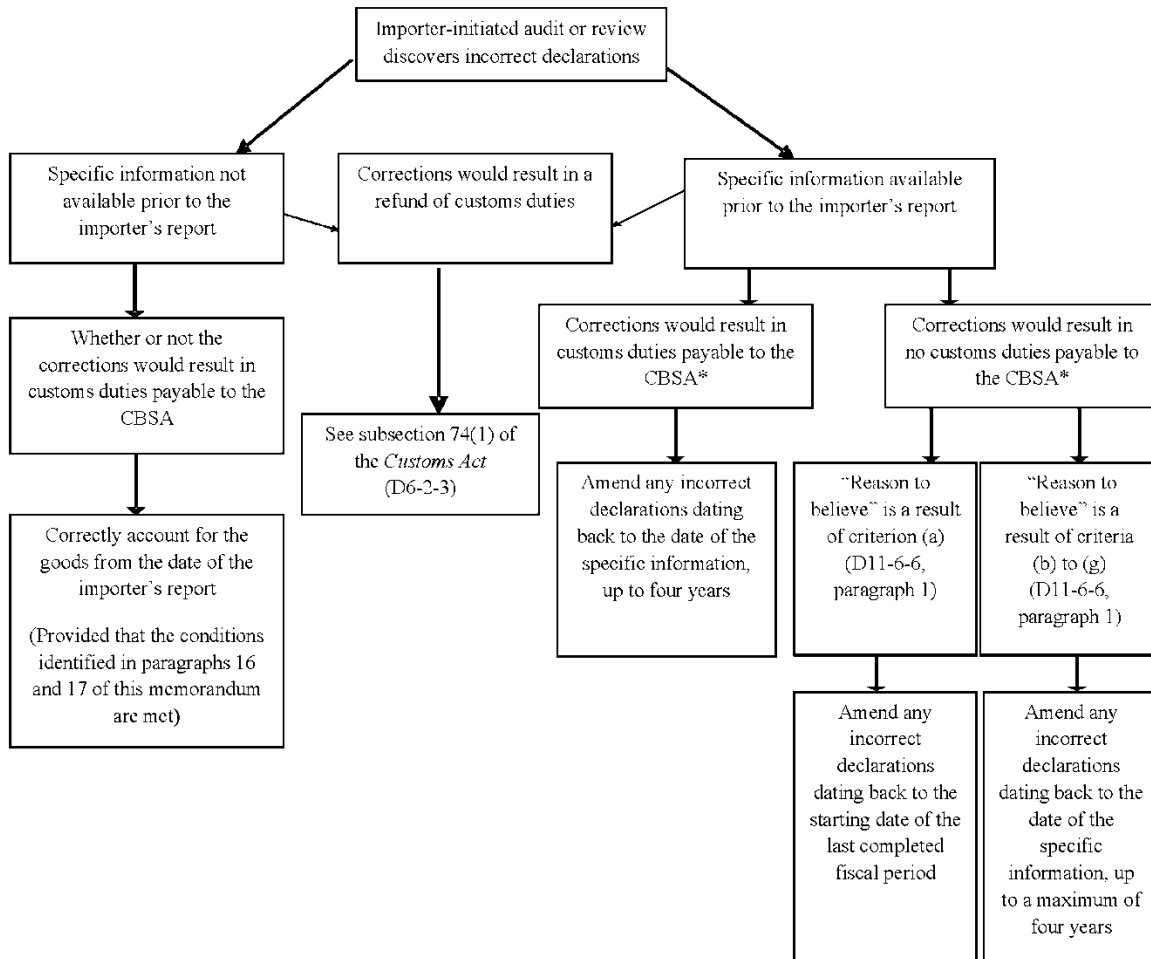 Importer-initiated audit or review
discovers incorrect declarations
Specific information not
available prior to the
importer's report
Corrections would result in a
refund of customs duties
Specific information available
prior to the importer's report
Whether or not the
corrections would result in
customs duties payable to the
CBSA
Corrections would result in
customs duties payable to the
CBSA*
Corrections would result in
no customs duties payable to
the CBSA*
See subsection 74(1) of
the Customs Act
(D6-2-3)
Correctly account for the
goods from the date of the
importer's report
(Provided that the conditions
identified in paragraphs 16
and 17 of this memorandum
are met)
Amend any incorrect
declarations dating
back to the date of the
specific information,
up to four years
"Reason to
believe" is a result
of criterion (a)
(D11-6-6,
paragraph 1)
"Reason to
believe" is a
result of criteria
(b) to (g)
(D11-6-6,
paragraph 1)
Amend any
incorrect
declarations
dating back to the
starting date of the
last completed
fiscal period
Amend any
incorrect
declarations
dating back to the
date of the
specific
information, up
to a maximum of
four years